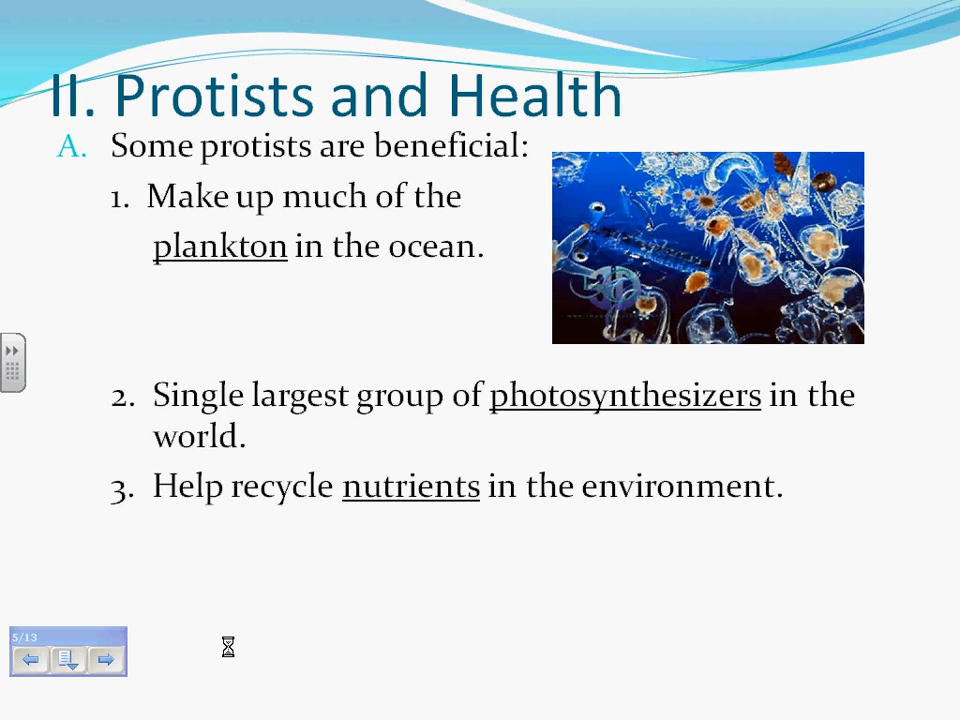 II. Protists and Health
A. Some protists are beneficial:
1. Make up much of the
plankton in the ocean.
2. Single largest group of photosynthesizers in the
world.
3. Help recycle nutrients in the environment.
5/13